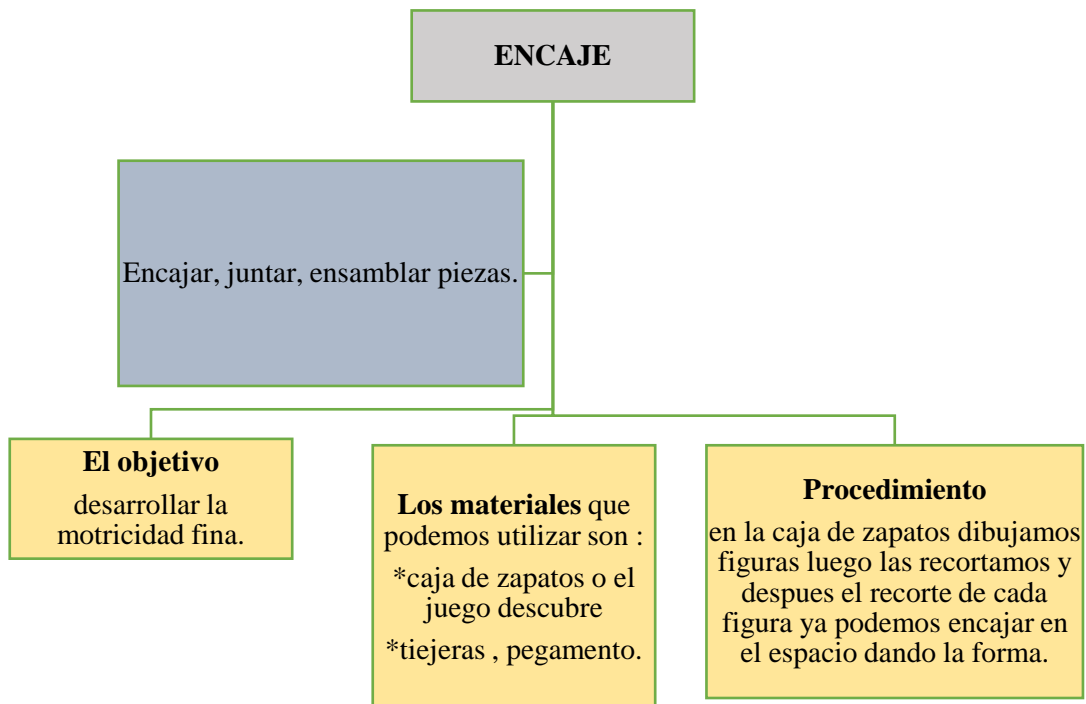 ENCAJE
Encajar, juntar, ensamblar piezas.
El objetivo
desarrollar la
motricidad fina.
Los materiales que
podemos utilizar son :
*caja de zapatos o el
juego descubre
*tiejeras , pegamento.
Procedimiento
en la caja de zapatos dibujamos
figuras luego las recortamos y
despues el recorte de cada
figura ya podemos encajar en
el espacio dando la forma.